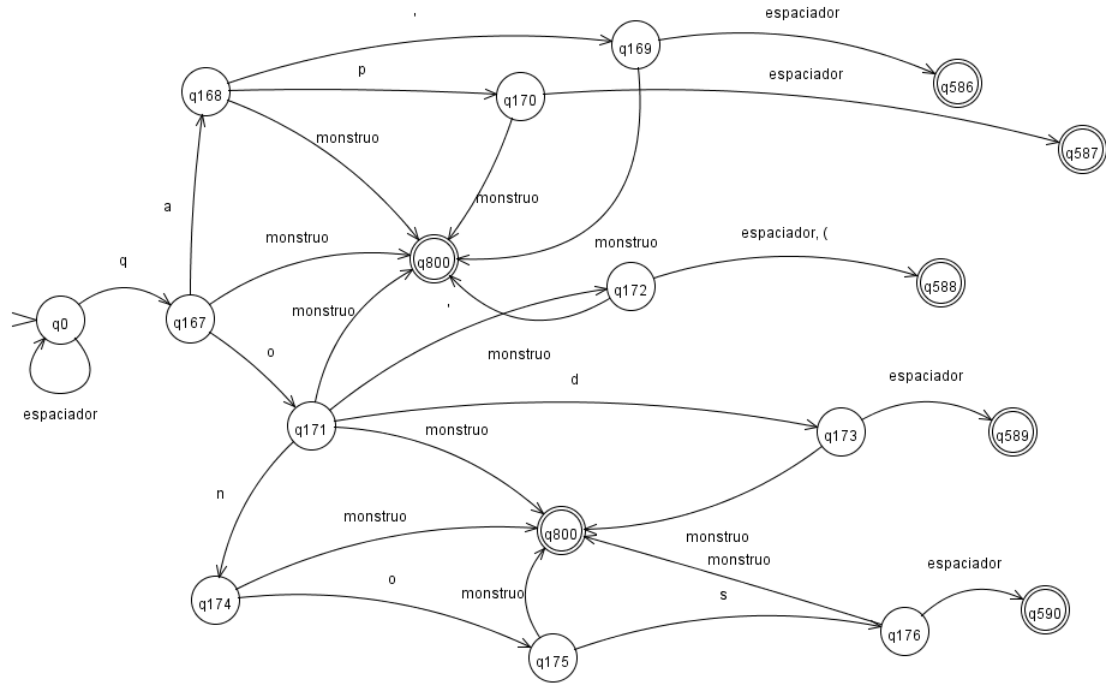 '
espaciador
q169
p
espaciador
q168
q170
q586
monstruo
q587
a
monstruo
monstruo
monstruo
espaciador, (
q
q800
q172
q588
q0
q167
monstruo
'
o
monstruo
d
espaciador
espaciador
q171
monstruo
q173
q589
n
monstruo
q800
monstruo
monstruo
espaciador
o
monstruo
s
q174
q590
q176
q175